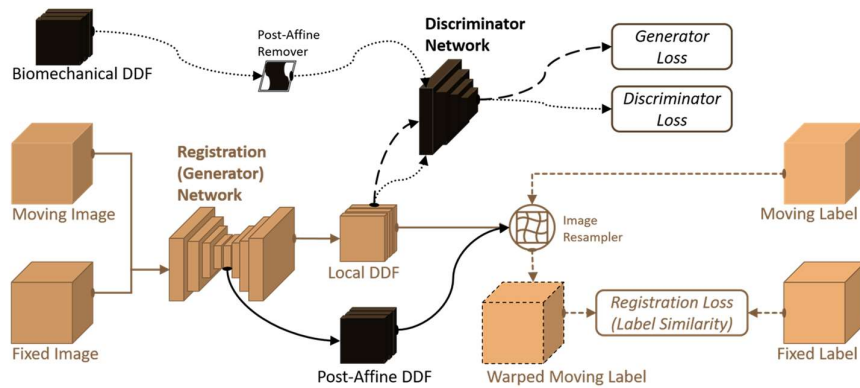 Discriminator
Network
Post-Affine
Remover
Biomechanical DDF
Generator
Loss
Discriminator
Loss
Registration
(Generator)
Network
Moving Image
Image
Resampler
Moving Label
Local DDF
Registration Loss
(Label Similarity)
Fixed Image
Post-Affine DDF
Warped Moving Label
Fixed Label